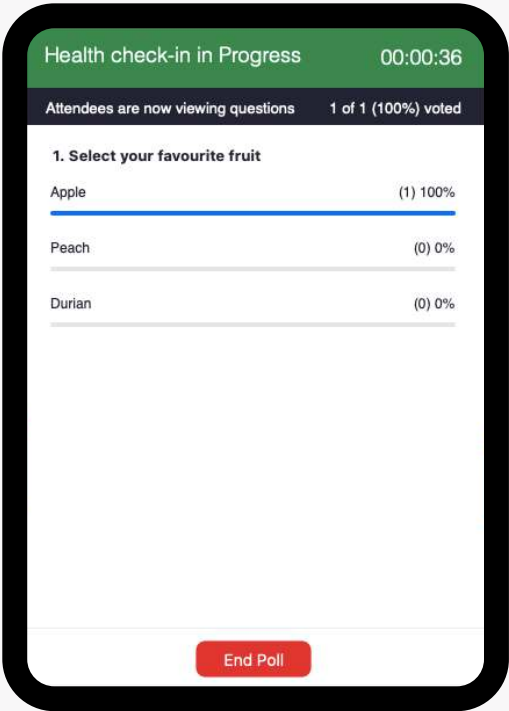 Health check-in in Progress 00:00:36
Attendees are now viewing questions 1 of 1 (100%) voted
1. Select your favourite fruit
Apple (1) 100%
Peach (0) 0%
Durian (0) 0%
End Poll